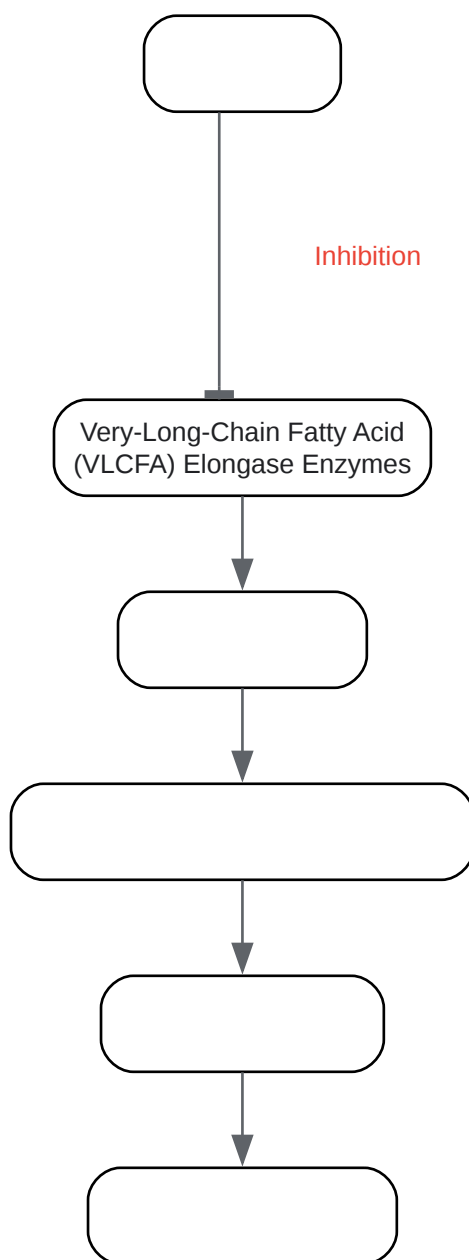 Inhibition
Very-Long-Chain Fatty Acid
(VLCFA) Elongase Enzymes